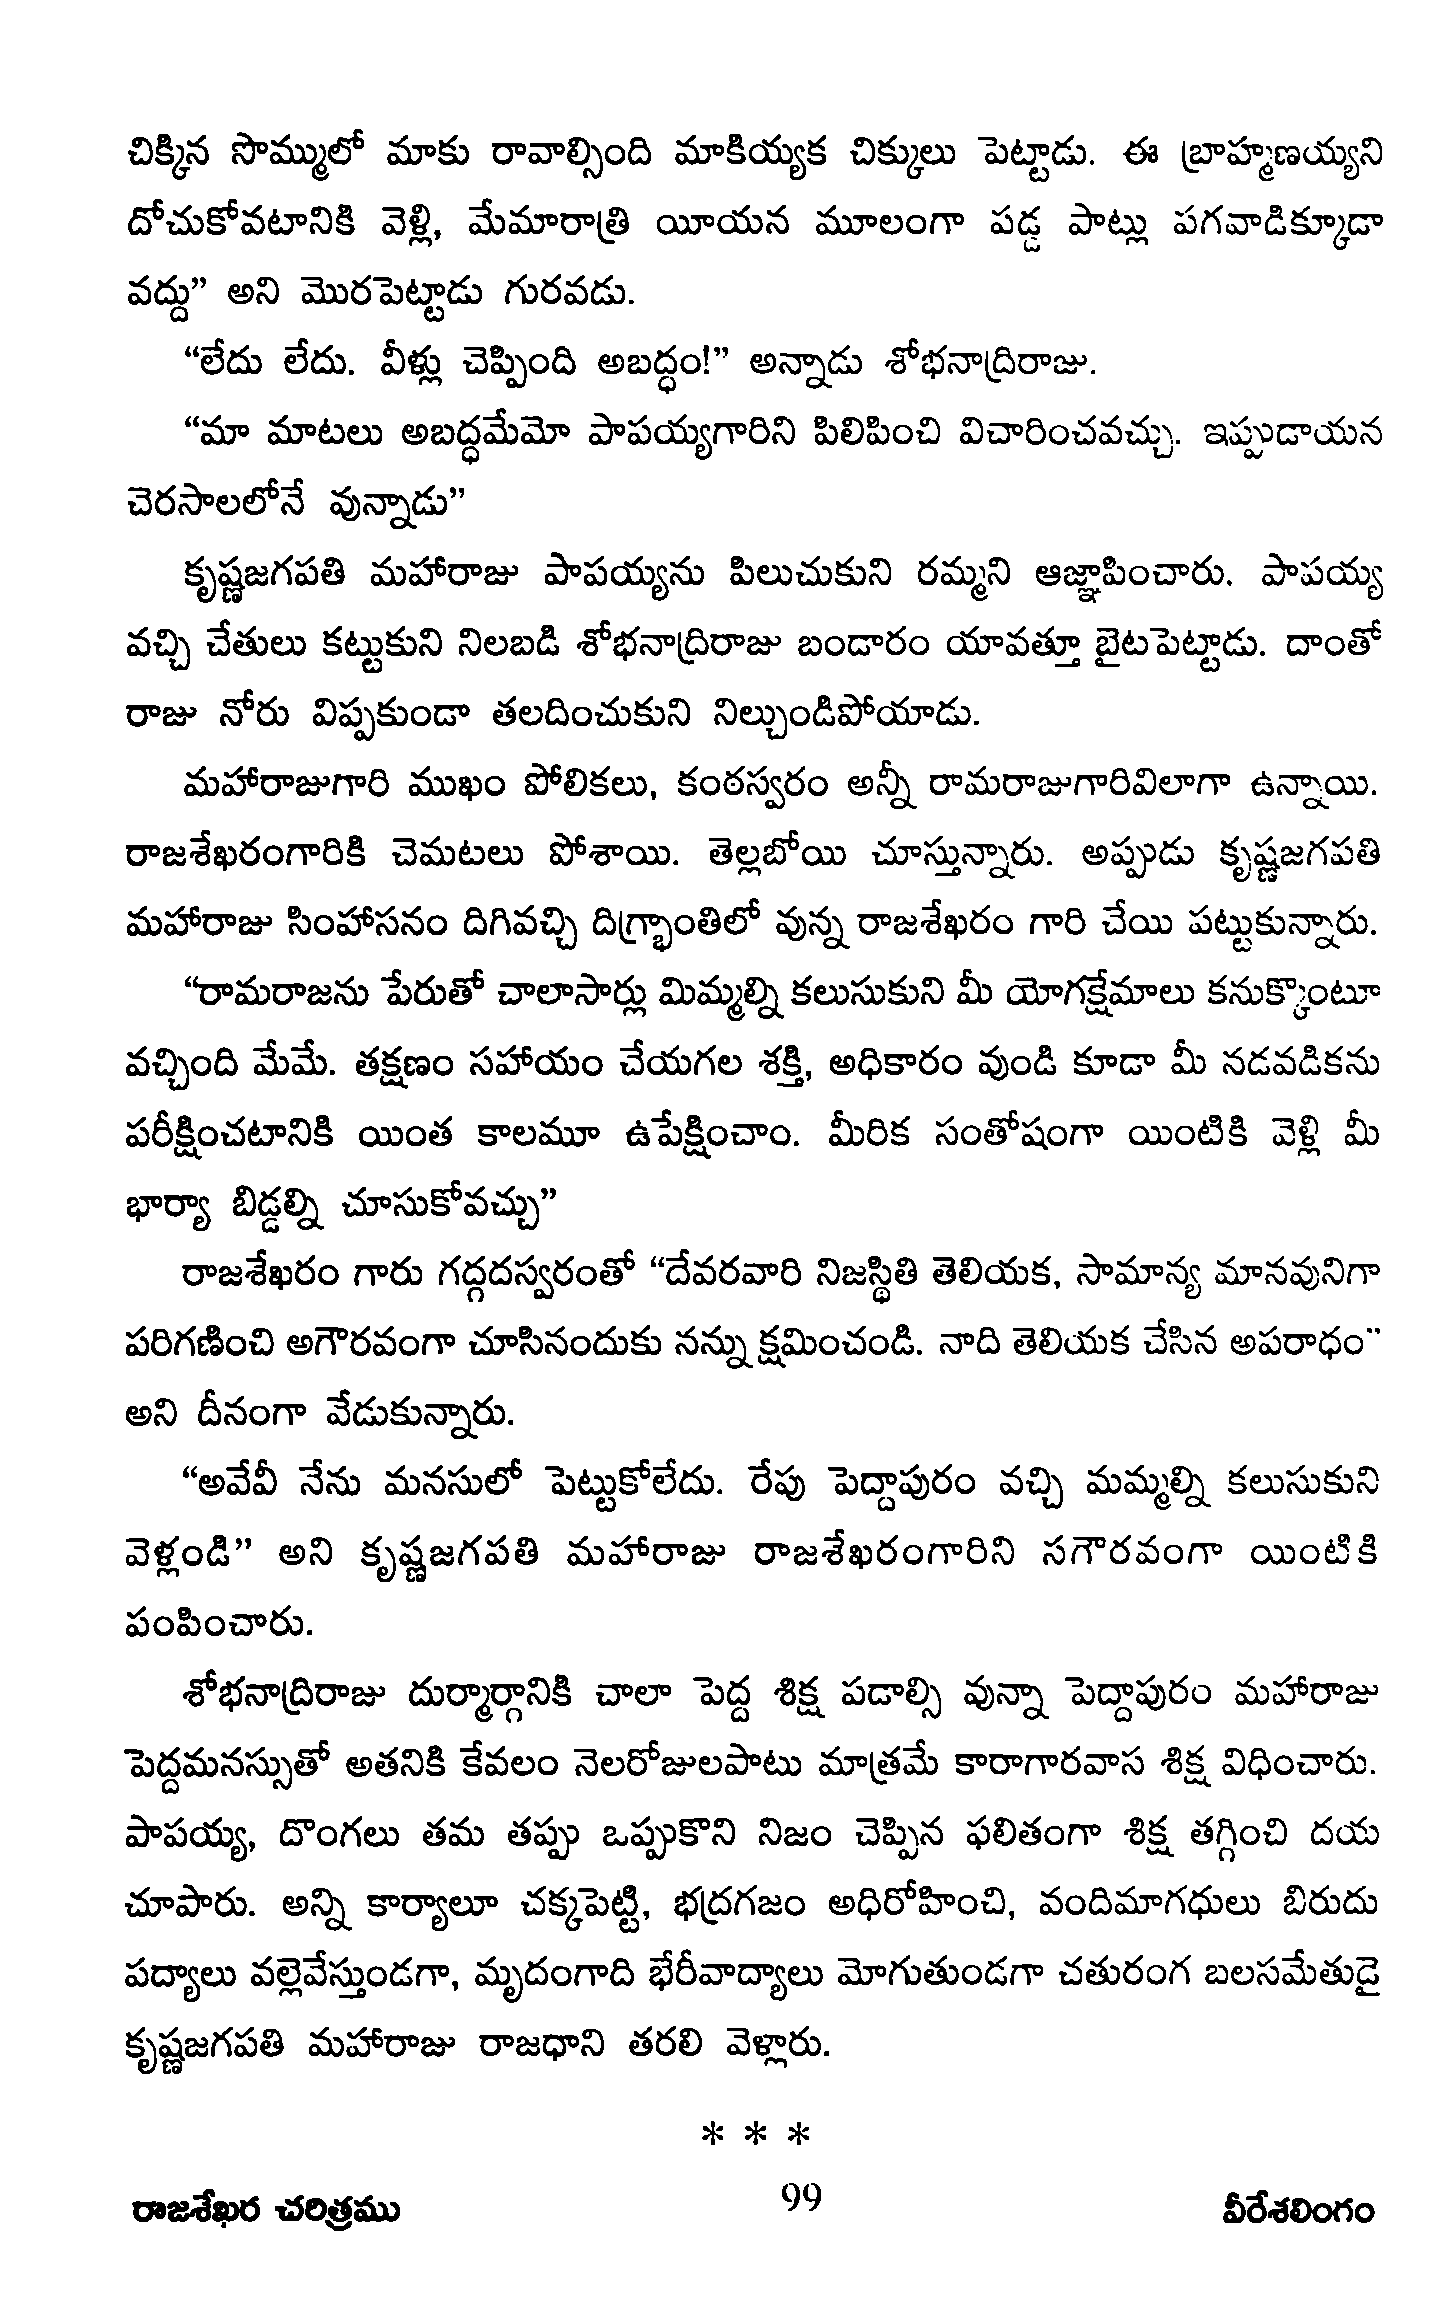 చిక్కిన సొమ్ములో మాకు రావాల్సింది మాకియ్యక చిక్కులు పెట్టాడు. ఈ బ్రాహ్మణయ్యని
దోచుకోవటానికి వెళ్లి, మేమారాత్రి యీయన మూలంగా పడ్డ పాట్లు పగవాడిక్కూడా
వద్దు” అని మొరపెట్టాడు గురవడు.
“లేదు లేదు. వీళ్లు చెప్పింది అబద్ధం!” అన్నాడు శోభనాద్రిరాజు.
“మా మాటలు అబద్ధమేమో పాపయ్యగారిని పిలిపించి విచారించవచ్చు. ఇప్పుడాయన
చెరసాలలోనే వున్నాడు”
కృష్ణజగపతి మహారాజు పాపయ్యను పిలుచుకుని రమ్మని ఆజ్ఞాపించారు. పాపయ్య
వచ్చి చేతులు కట్టుకుని నిలబడి శోభనాద్రిరాజు బండారం యావత్తూ బైటపెట్టాడు. దాంతో
రాజు నోరు విప్పకుండా తలదించుకుని నిల్చుండిపోయాడు.
మహారాజుగారి ముఖం పోలికలు, కంఠస్వరం అన్నీ రామరాజుగారివిలాగా ఉన్నాయి.
రాజశేఖరంగారికి చెమటలు పోశాయి. తెల్లబోయి చూస్తున్నారు. అప్పుడు కృష్ణజగపతి
మహారాజు సింహాసనం దిగివచ్చి దిగ్భ్రాంతిలో వున్న రాజశేఖరం గారి చేయి పట్టుకున్నారు.
“రామరాజను పేరుతో చాలాసార్లు మిమ్మల్ని కలుసుకుని మీ యోగక్షేమాలు కనుక్కొంటూ
వచ్చింది మేమే. తక్షణం సహాయం చేయగల శక్తి, అధికారం వుండి కూడా మీ నడవడికను
పరీక్షించటానికి యింత కాలమూ ఉపేక్షించాం. మీరిక సంతోషంగా యింటికి వెళ్లి మీ
భార్యా బిడ్డల్ని చూసుకోవచ్చు”
రాజశేఖరం గారు గద్గదస్వరంతో “దేవరవారి నిజస్థితి తెలియక, సామాన్య మానవునిగా
పరిగణించి అగౌరవంగా చూసినందుకు నన్ను క్షమించండి. నాది తెలియక చేసిన అపరాధం”
అని దీనంగా వేడుకున్నారు.
“అవేవీ నేను మనసులో పెట్టుకోలేదు. రేపు పెద్దాపురం వచ్చి మమ్మల్ని కలుసుకుని
వెళ్లండి” అని కృష్ణజగపతి మహారాజు రాజశేఖరంగారిని సగౌరవంగా యింటికి
పంపించారు.
శోభనాద్రిరాజు దుర్మార్గానికి చాలా పెద్ద శిక్ష పడాల్సి వున్నా పెద్దాపురం మహారాజు
పెద్దమనస్సుతో అతనికి కేవలం నెలరోజులపాటు మాత్రమే కారాగారవాస శిక్ష విధించారు.
పాపయ్య, దొంగలు తమ తప్పు ఒప్పుకొని నిజం చెప్పిన ఫలితంగా శిక్ష తగ్గించి దయ
చూపారు. అన్ని కార్యాలూ చక్కపెట్టి, భద్రగజం అధిరోహించి, వందిమాగధులు బిరుదు
పద్యాలు వల్లెవేస్తుండగా, మృదంగాది భేరీవాద్యాలు మోగుతుండగా చతురంగ బలసమేతుడై
కృష్ణజగపతి మహారాజు రాజధాని తరలి వెళ్లారు.
* * *
రాజశేఖర చరిత్రము 99 వీరేశలింగం